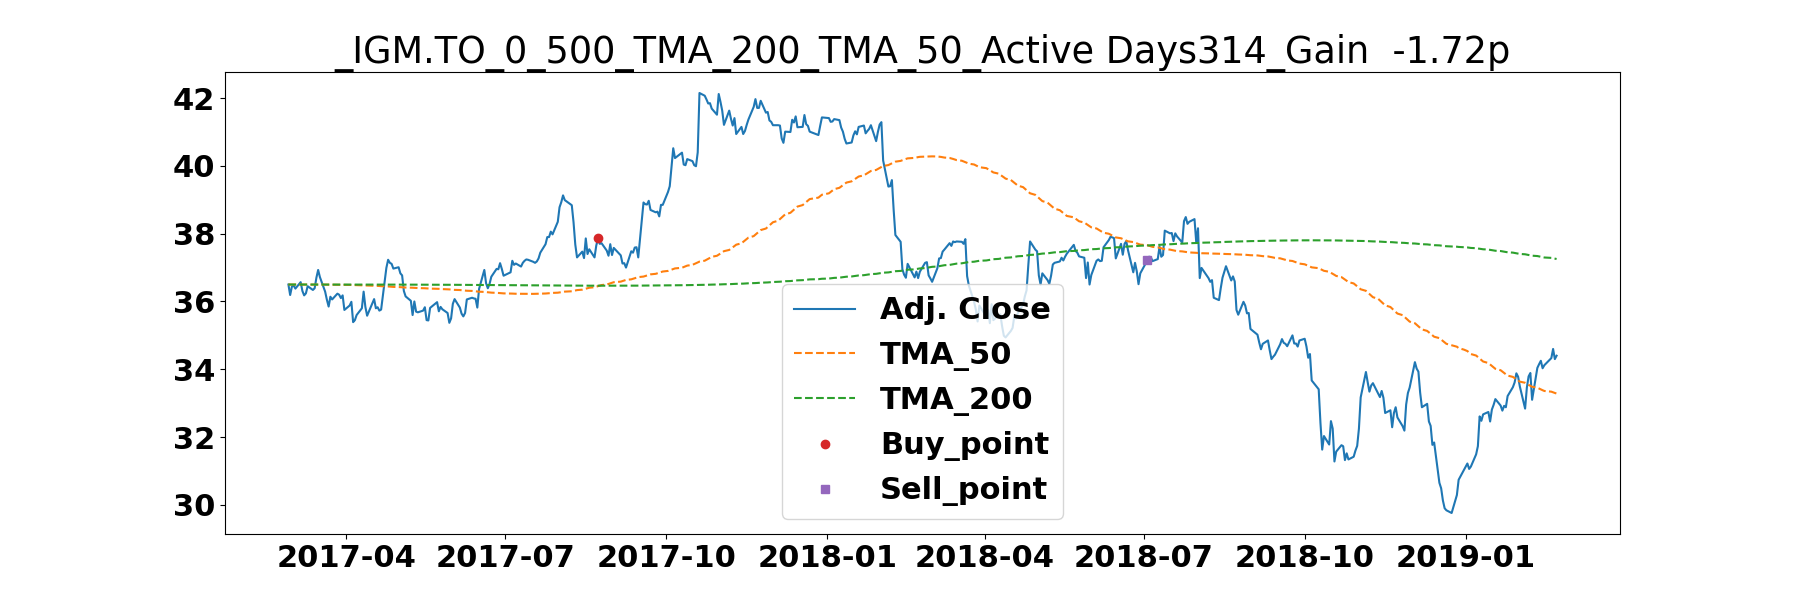 _IGM.TO_0_500_TMA_200_TMA_50_Active Days314_Gain  -1.72p
42
40
38
36
34
32
30
Adj. Close
TMA_50
TMA_200
Buy_point
Sell_point
2017-04 2017-07 2017-10 2018-01 2018-04 2018-07 2018-10 2019-01